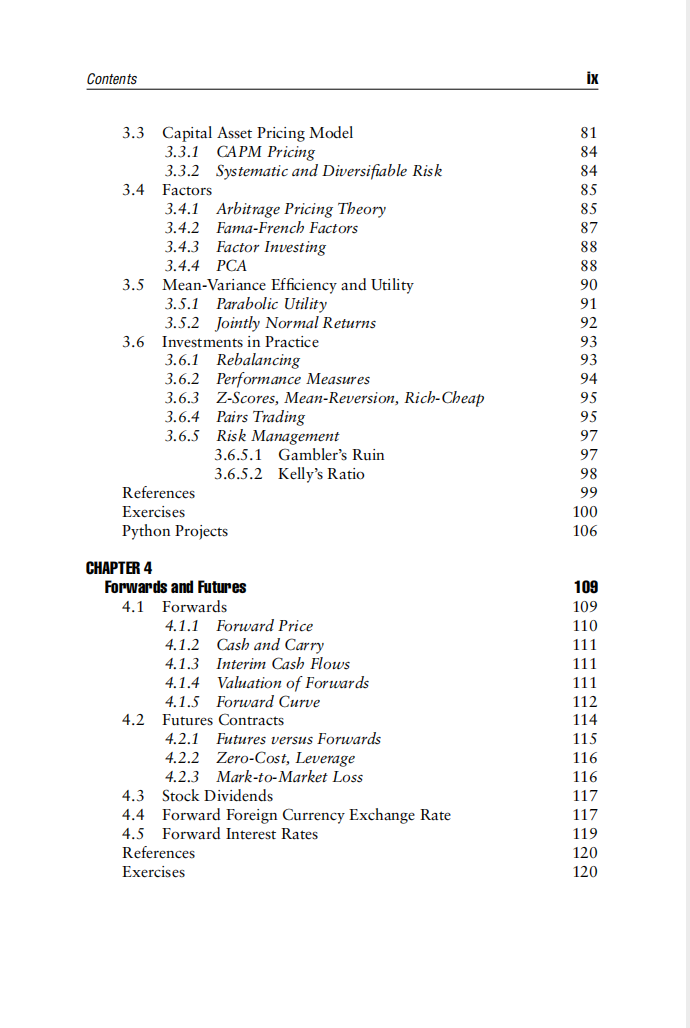 Contents ix
3.3 Capital Asset Pricing Model 81
3.3.1 CAPM Pricing 84
3.3.2 Systematic and Diversifiable Risk 84
3.4 Factors 85
3.4.1 Arbitrage Pricing Theory 85
3.4.2 Fama-French Factors 87
3.4.3 Factor Investing 88
3.4.4 PCA 88
3.5 Mean-Variance Efficiency and Utility 90
3.5.1 Parabolic Utility 91
3.5.2 Jointly Normal Returns 92
3.6 Investments in Practice 93
3.6.1 Rebalancing 93
3.6.2 Performance Measures 94
3.6.3 Z-Scores, Mean-Reversion, Rich-Cheap 95
3.6.4 Pairs Trading 95
3.6.5 Risk Management 97
3.6.5.1 Gambler’s Ruin 97
3.6.5.2 Kelly’s Ratio 98
References 99
Exercises 100
Python Projects 106
CHAPTER 4
Forwards and Futures 109
4.1 Forwards 109
4.1.1 Forward Price 110
4.1.2 Cash and Carry 111
4.1.3 Interim Cash Flows 111
4.1.4 Valuation of Forwards 111
4.1.5 Forward Curve 112
4.2 Futures Contracts 114
4.2.1 Futures versus Forwards 115
4.2.2 Zero-Cost, Leverage 116
4.2.3 Mark-to-Market Loss 116
4.3 Stock Dividends 117
4.4 Forward Foreign Currency Exchange Rate 117
4.5 Forward Interest Rates 119
References 120
Exercises 120